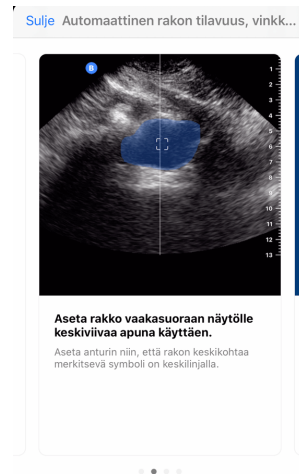 Sulje Automaattinen rakon tilavuus, vinkk...
B
1
2
3
4
5
6
7
8
9
10
11
12
13
Aseta rakko vaakasuoraan näytölle
keskiviivaa apuna käyttäen.
Aseta anturin niin, että rakon keskikohtaa
merkitsevä symboli on keskilinjalla.